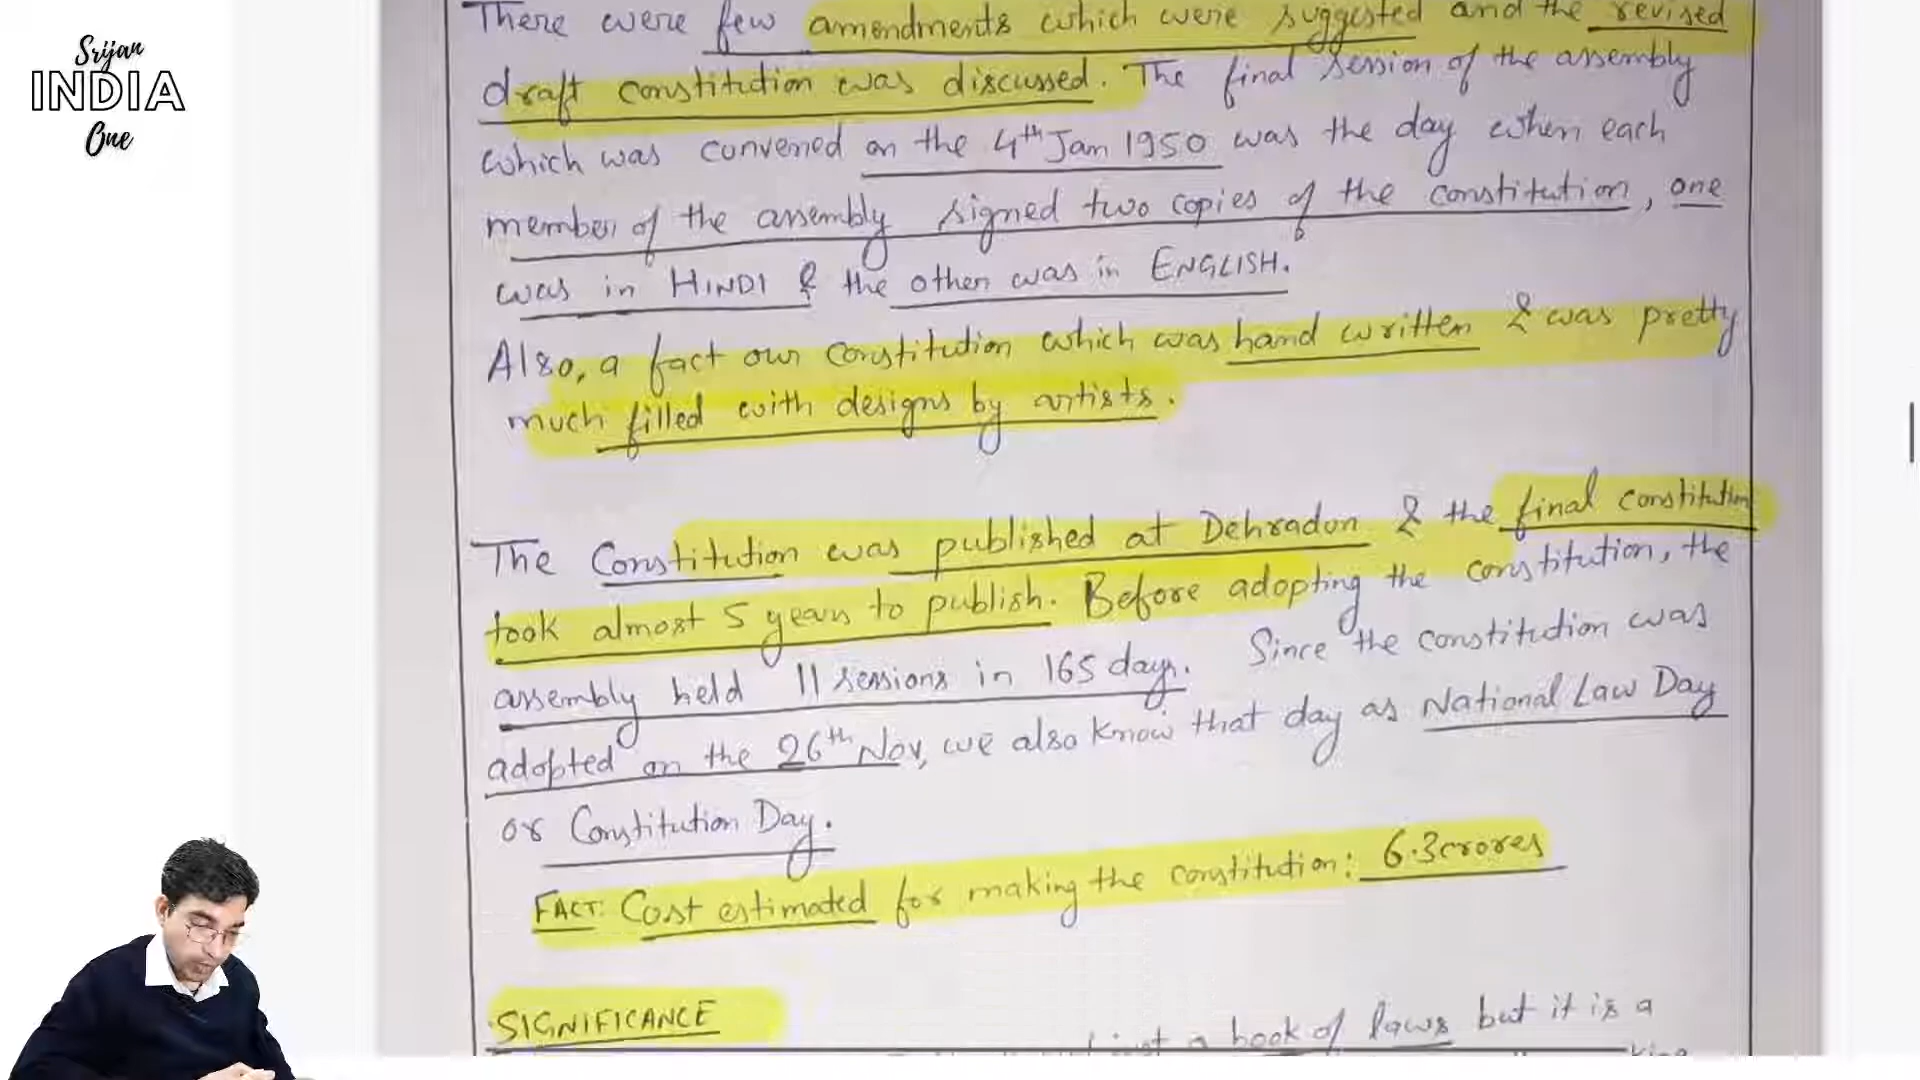 Srijan
INDIA
One
There were few amendments which were suggested and the revised
draft constitution was discussed. The final session of the assembly
which was convened on the 4th Jan 1950 was the day when each
member of the assembly signed two copies of the constitution, one
was in HINDI & the other was in ENGLISH.
Also, a fact our constitution which was hand written & was pretty
much filled with designs by artists.
The Constitution was published at Dehradon & the final constitution
took almost 5 years to publish. Before adopting the constitution, the
assembly held 11 sessions in 165 days. Since the constitution was
adopted on the 26th Nov, we also know that day as National Law Day
or Constitution Day.
FACT: Cost estimated for making the constitution: 6.3crores
SIGNIFICANCE
just a book of laws but it is a